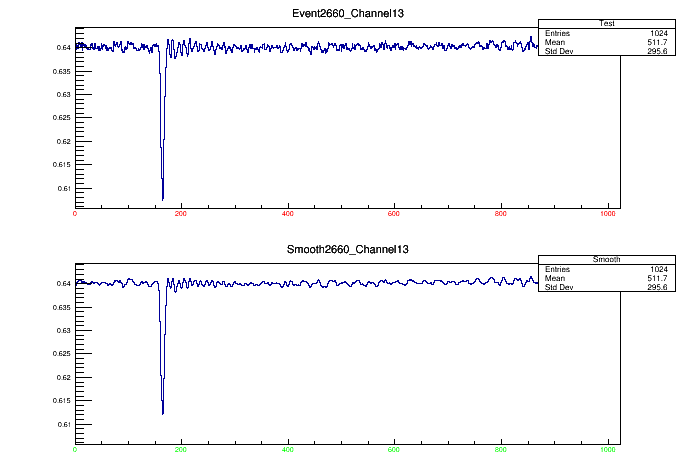 Event2660_Channel13
Test
Entries 1024
Mean 511.7
Std Dev 295.6
0.64
0.635
0.63
0.625
0.62
0.615
0.61
0 200 400 600 800 1000
Smooth2660_Channel13
Smooth
Entries 1024
Mean 511.7
Std Dev 295.6
0.64
0.635
0.63
0.625
0.62
0.615
0.61
0 200 400 600 800 1000